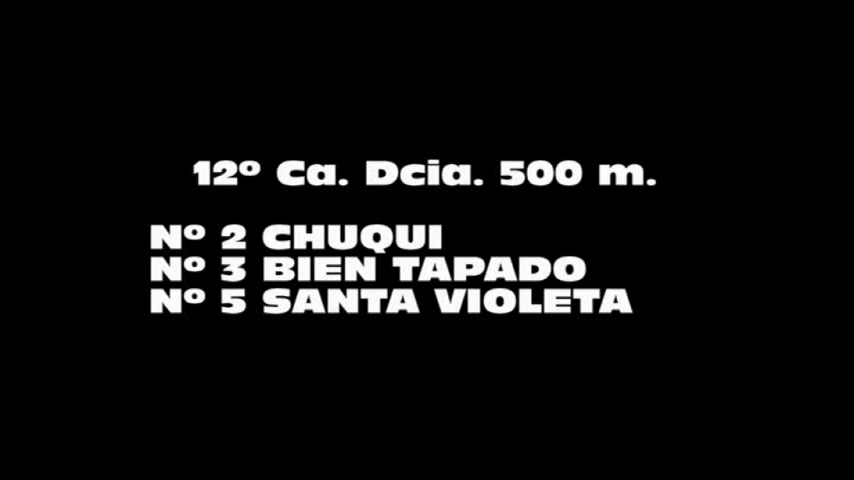 12º Ca. Dcia. 500 m.
Nº 2 CHUQUI
Nº 3 BIEN TAPADO
Nº 5 SANTA VIOLETA